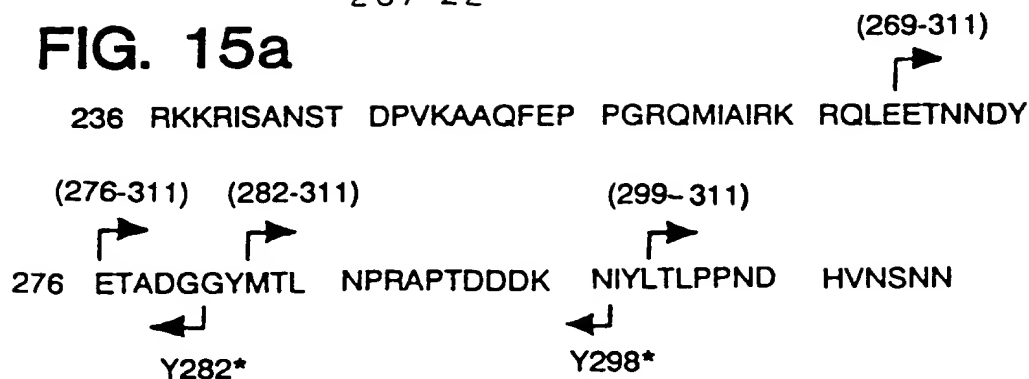 FIG. 15a
(269-311)
236 RKKRISANST DPVKAAQFEP PGRQMIAIRK RQLEETNNDY
(276-311) (282-311) (299-311)
276 ETADGGYMTL NPRAPTDDDK NIYLTLPPND HVNSNN
Y282* Y298*